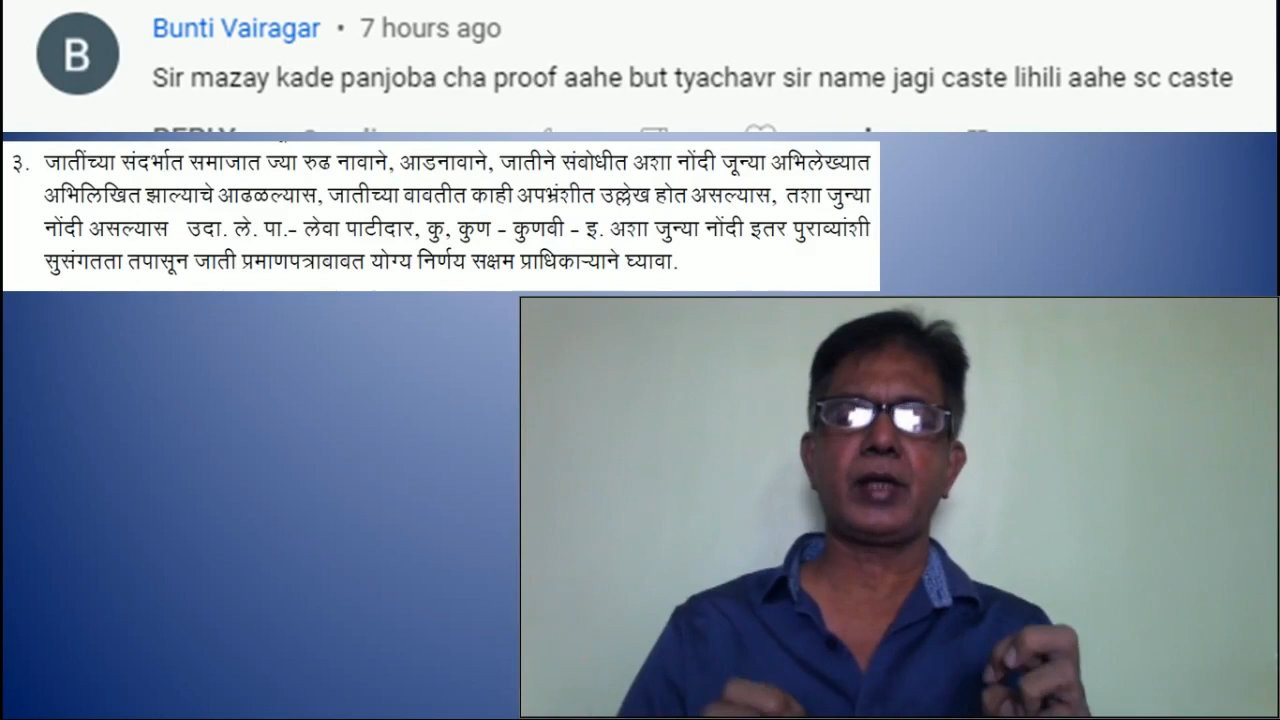 B
Bunti Vairagar • 7 hours ago
Sir mazay kade panjoba cha proof aahe but tyachavr sir name jagi caste lihili aahe sc caste
३. जातींच्या संदर्भात समाजात ज्या रुढ नावाने, आडनावाने, जातीने संवोधीत अशा नोंदी जून्या अभिलेख्यात
अभिलिखित झाल्याचे आढळल्यास, जातीच्या वावतीत काही अपभ्रंशीत उल्लेख होत असल्यास, तशा जुन्या
नोंदी असल्यास उदा. ले. पा.- लेवा पाटीदार, कु, कुण - कुणवी - इ. अशा जुन्या नोंदी इतर पुराव्यांशी
सुसंगतता तपासून जाती प्रमाणपत्रावावत योग्य निर्णय सक्षम प्राधिकाऱ्याने घ्यावा.